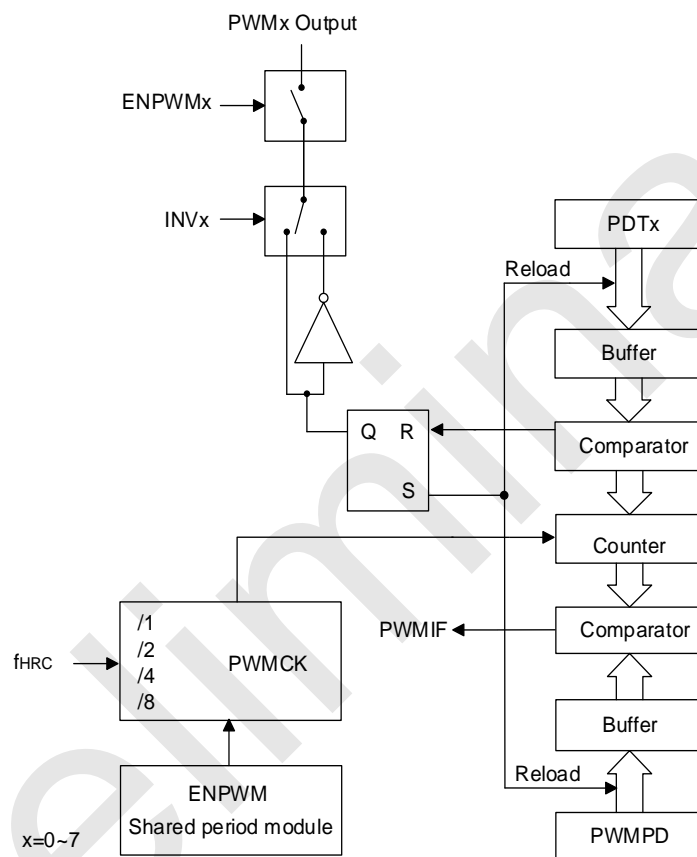 PWMx Output
ENPWMx
INVx
PDTx
Reload
Buffer
Q R
S
Comparator
Counter
/1
/2
/4
/8
PWMCK
fHRC
PWMIF
Comparator
Buffer
Reload
ENPWM
Shared period module
PWMPD
x=0~7
elimina